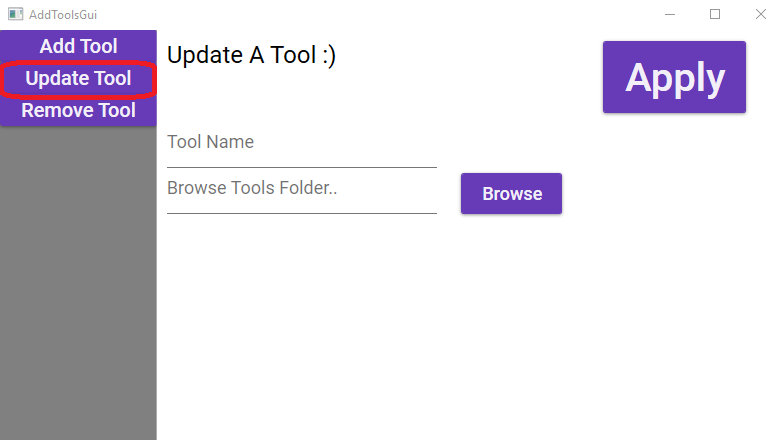 AddToolsGui
Add Tool
Update Tool
Remove Tool
Update A Tool :)
Apply
Tool Name
Browse Tools Folder..
Browse